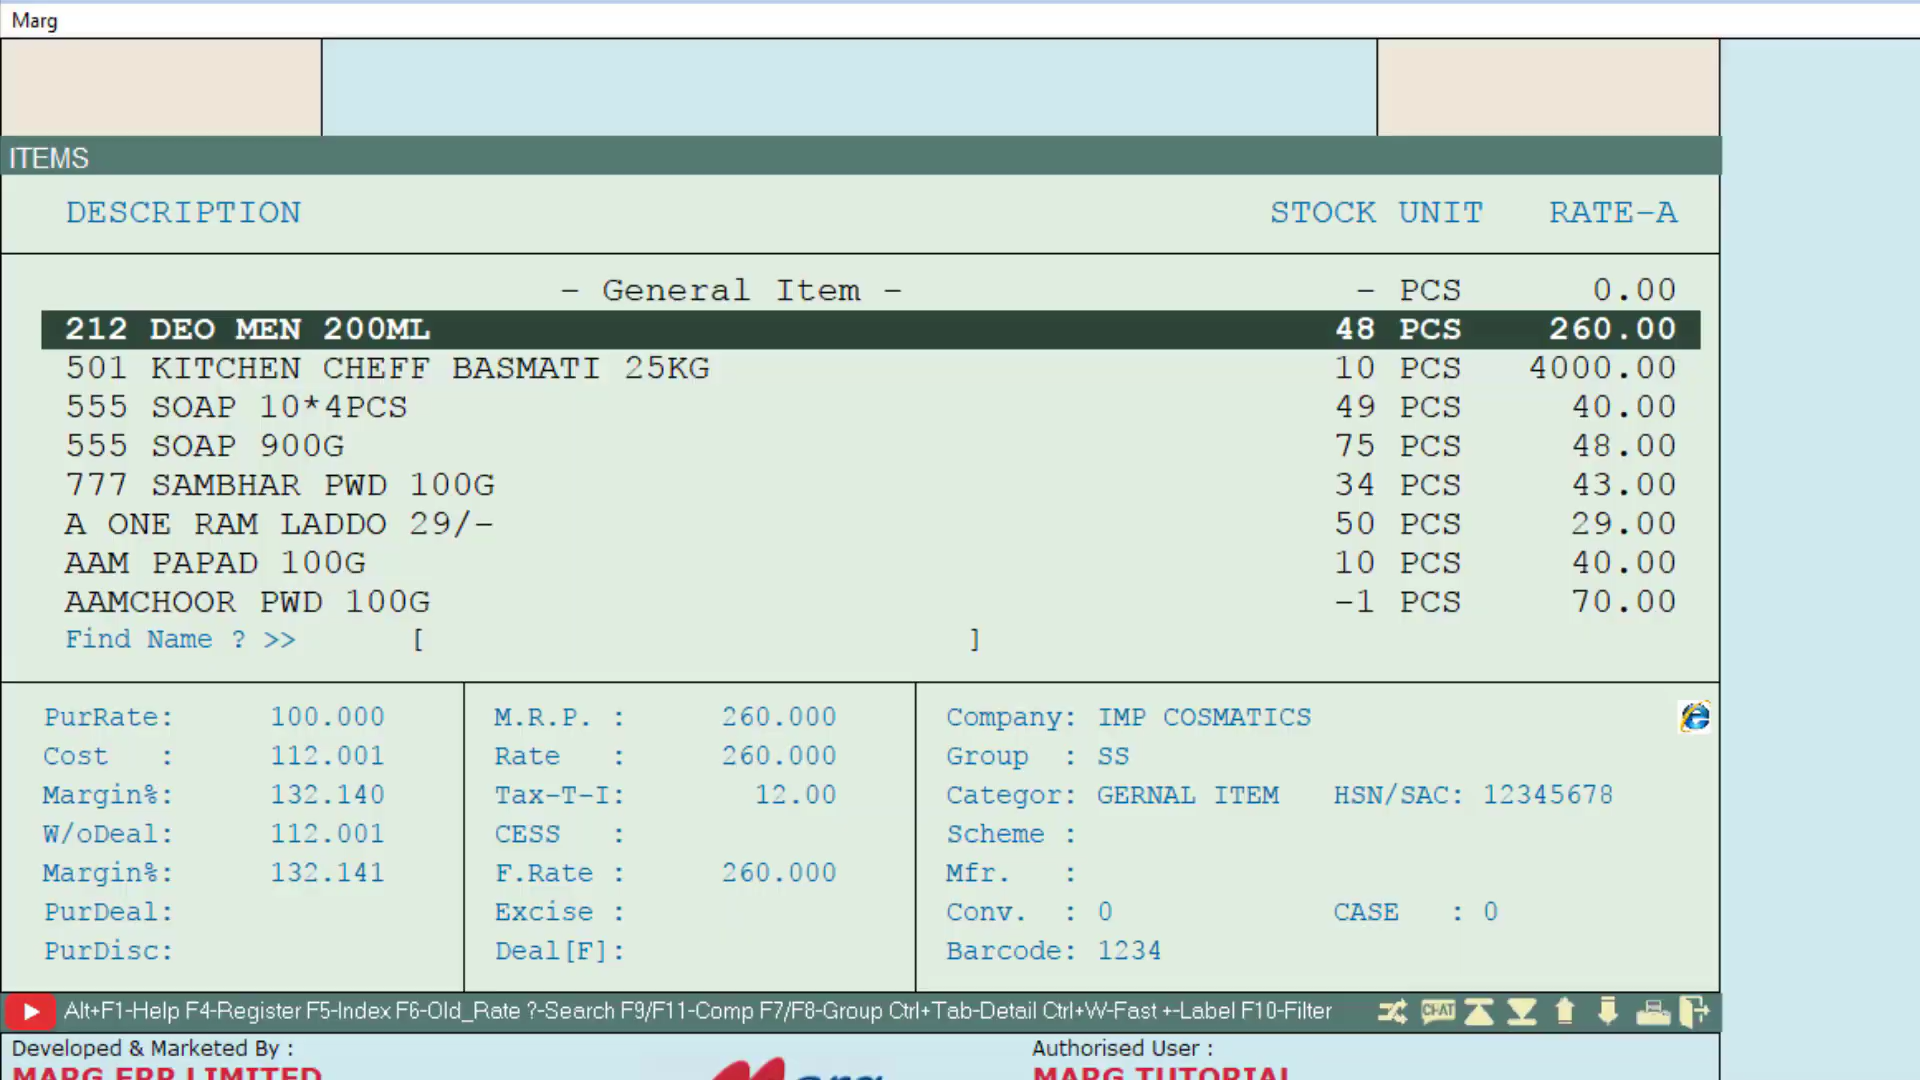 Marg
ITEMS
DESCRIPTION STOCK UNIT RATE-A
- General Item - - PCS 0.00
212 DEO MEN 200ML 48 PCS 260.00
501 KITCHEN CHEFF BASMATI 25KG 10 PCS 4000.00
555 SOAP 10*4PCS 49 PCS 40.00
555 SOAP 900G 75 PCS 48.00
777 SAMBHAR PWD 100G 34 PCS 43.00
A ONE RAM LADDO 29/- 50 PCS 29.00
AAM PAPAD 100G 10 PCS 40.00
AAMCHOOR PWD 100G -1 PCS 70.00
Find Name ? >> [ ]
PurRate: 100.000 M.R.P. : 260.000 Company: IMP COSMATICS
Cost : 112.001 Rate : 260.000 Group : SS
Margin%: 132.140 Tax-T-I: 12.00 Categor: GERNAL ITEM HSN/SAC: 12345678
W/oDeal: 112.001 CESS : Scheme :
Margin%: 132.141 F.Rate : 260.000 Mfr. :
PurDeal: Excise : Conv. : 0 CASE : 0
PurDisc: Deal[F]: Barcode: 1234
Alt+F1-Help F4-Register F5-Index F6-Old_Rate ?-Search F9/F11-Comp F7/F8-Group Ctrl+Tab-Detail Ctrl+W-Fast +-Label F10-Filter CHAT
Developed & Marketed By : Authorised User :
MARG ERP LIMITED Marg MARG TUTORIAL